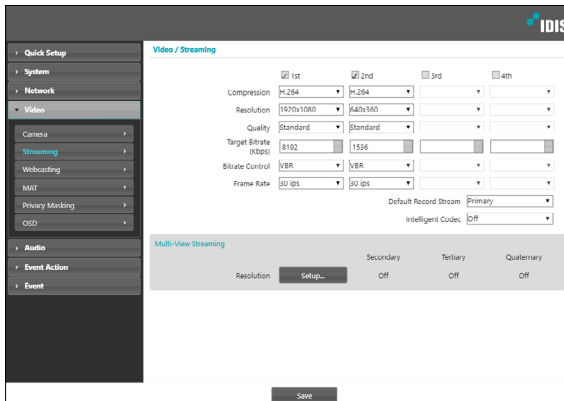 IDIS
Quick Setup
System
Network
Video
Camera
Streaming
Webcasting
MAT
Privacy Masking
OSD
Audio
Event Action
Event
Video / Streaming
1st 2nd 3rd 4th
Compression H.264 H.264
Resolution 1920x1080 640x360
Quality Standard Standard
Target Bitrate
(Kbps) 8192 1536
Bitrate Control VBR VBR
Frame Rate 30 ips 30 ips
Default Record Stream Primary
Intelligent Codec Off
Multi-View Streaming
Secondary Tertiary Quaternary
Resolution Setup... Off Off Off
Save